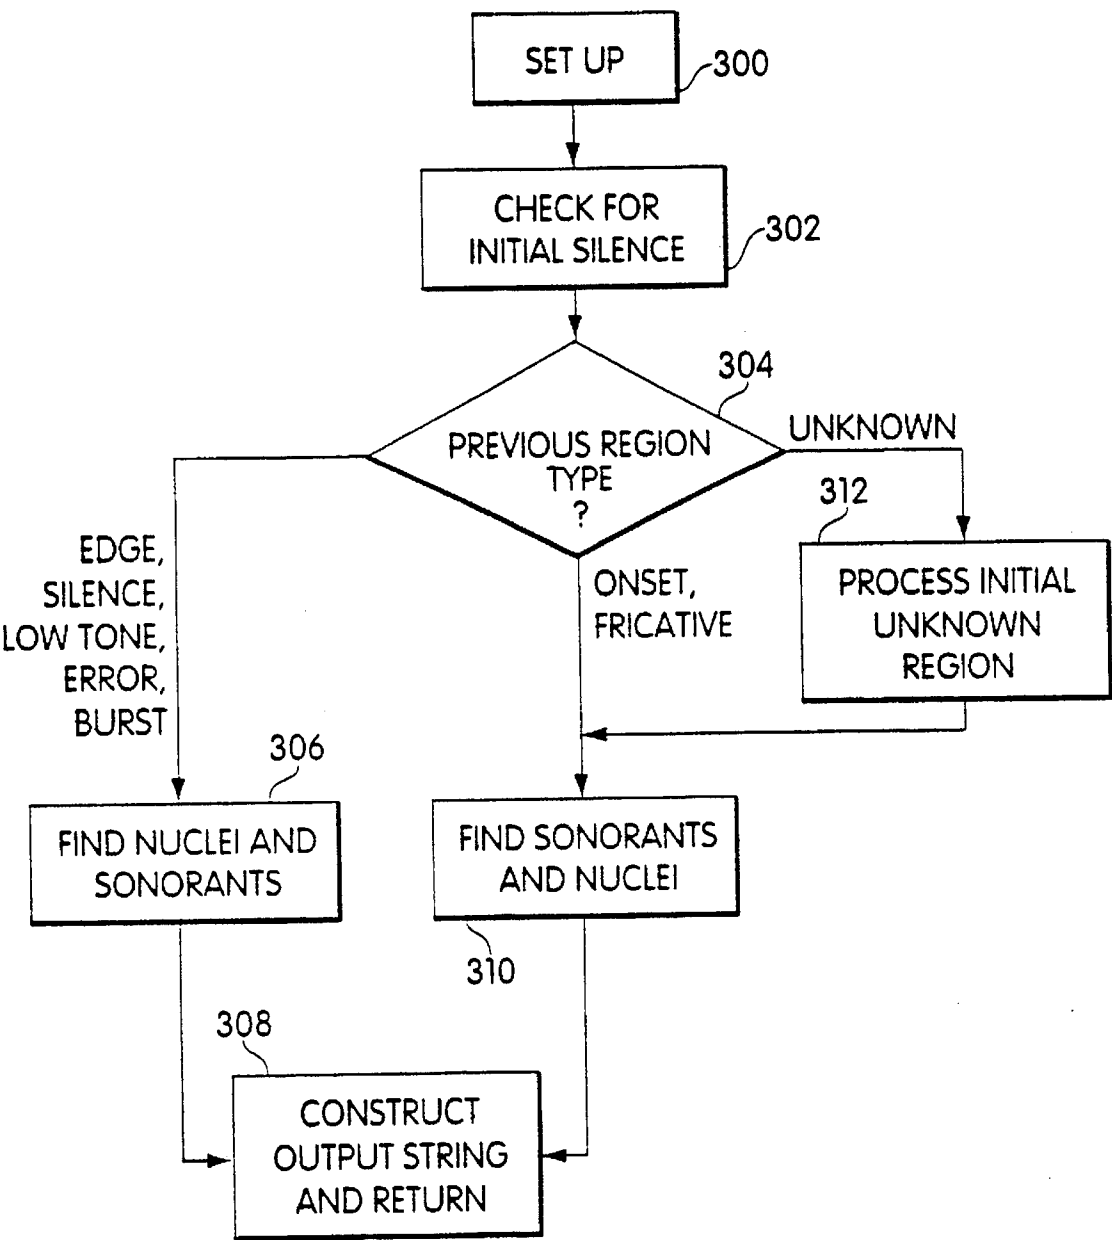 SET UP
300
CHECK FOR
INITIAL SILENCE
302
304
PREVIOUS REGION
TYPE
?
UNKNOWN
312
PROCESS INITIAL
UNKNOWN
REGION
EDGE,
SILENCE,
LOW TONE,
ERROR,
BURST
ONSET,
FRICATIVE
306
FIND NUCLEI AND
SONORANTS
FIND SONORANTS
AND NUCLEI
310
308
CONSTRUCT
OUTPUT STRING
AND RETURN